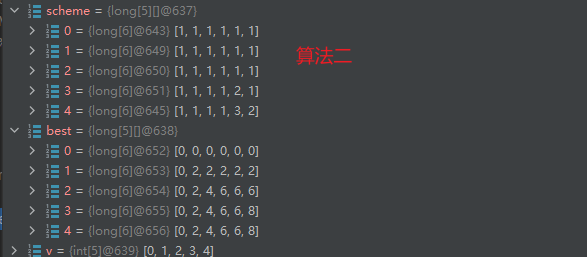 scheme = {long[5][]@637}
0 = {long[6]@643} [1, 1, 1, 1, 1, 1]
1 = {long[6]@649} [1, 1, 1, 1, 1, 1]
算法二
2 = {long[6]@650} [1, 1, 1, 1, 1, 1]
3 = {long[6]@651} [1, 1, 1, 1, 2, 1]
4 = {long[6]@645} [1, 1, 1, 1, 3, 2]
best = {long[5][]@638}
0 = {long[6]@652} [0, 0, 0, 0, 0, 0]
1 = {long[6]@653} [0, 2, 2, 2, 2, 2]
2 = {long[6]@654} [0, 2, 4, 6, 6, 6]
3 = {long[6]@655} [0, 2, 4, 6, 6, 8]
4 = {long[6]@656} [0, 2, 4, 6, 6, 8]
v = {int[5]@639} [0, 1, 2, 3, 4]